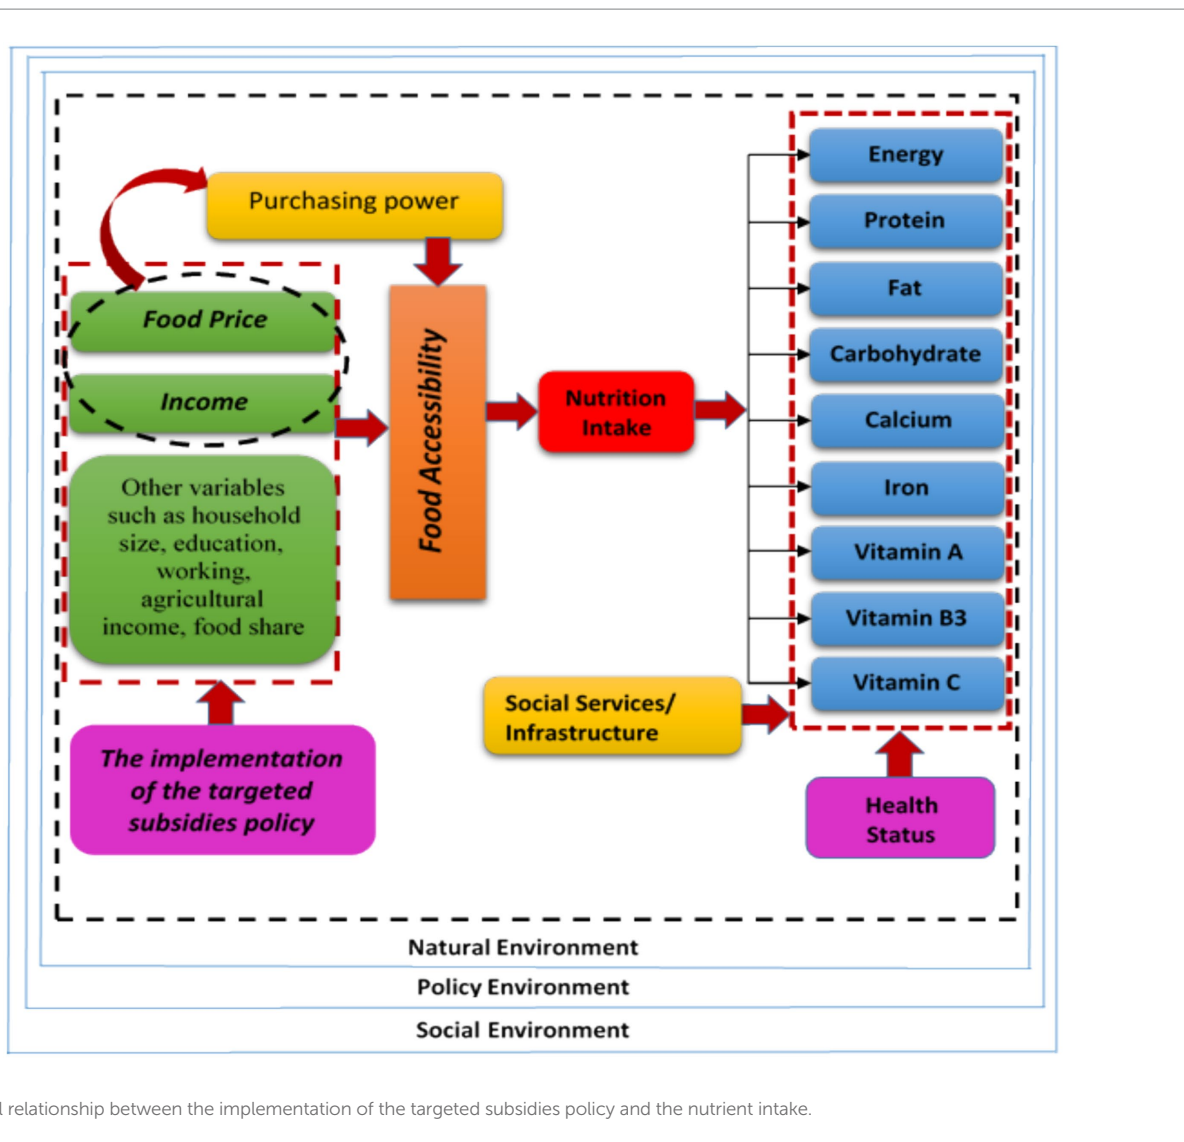 Purchasing power
Food Price
Income
Other variables
such as household
size, education,
working,
agricultural
income, food share
The implementation
of the targeted
subsidies policy
Food Accessibility
Nutrition
Intake
Energy
Protein
Fat
Carbohydrate
Calcium
Iron
Vitamin A
Vitamin B3
Vitamin C
Social Services/
Infrastructure
Health
Status
Natural Environment
Policy Environment
Social Environment
relationship between the implementation of the targeted subsidies policy and the nutrient intake.